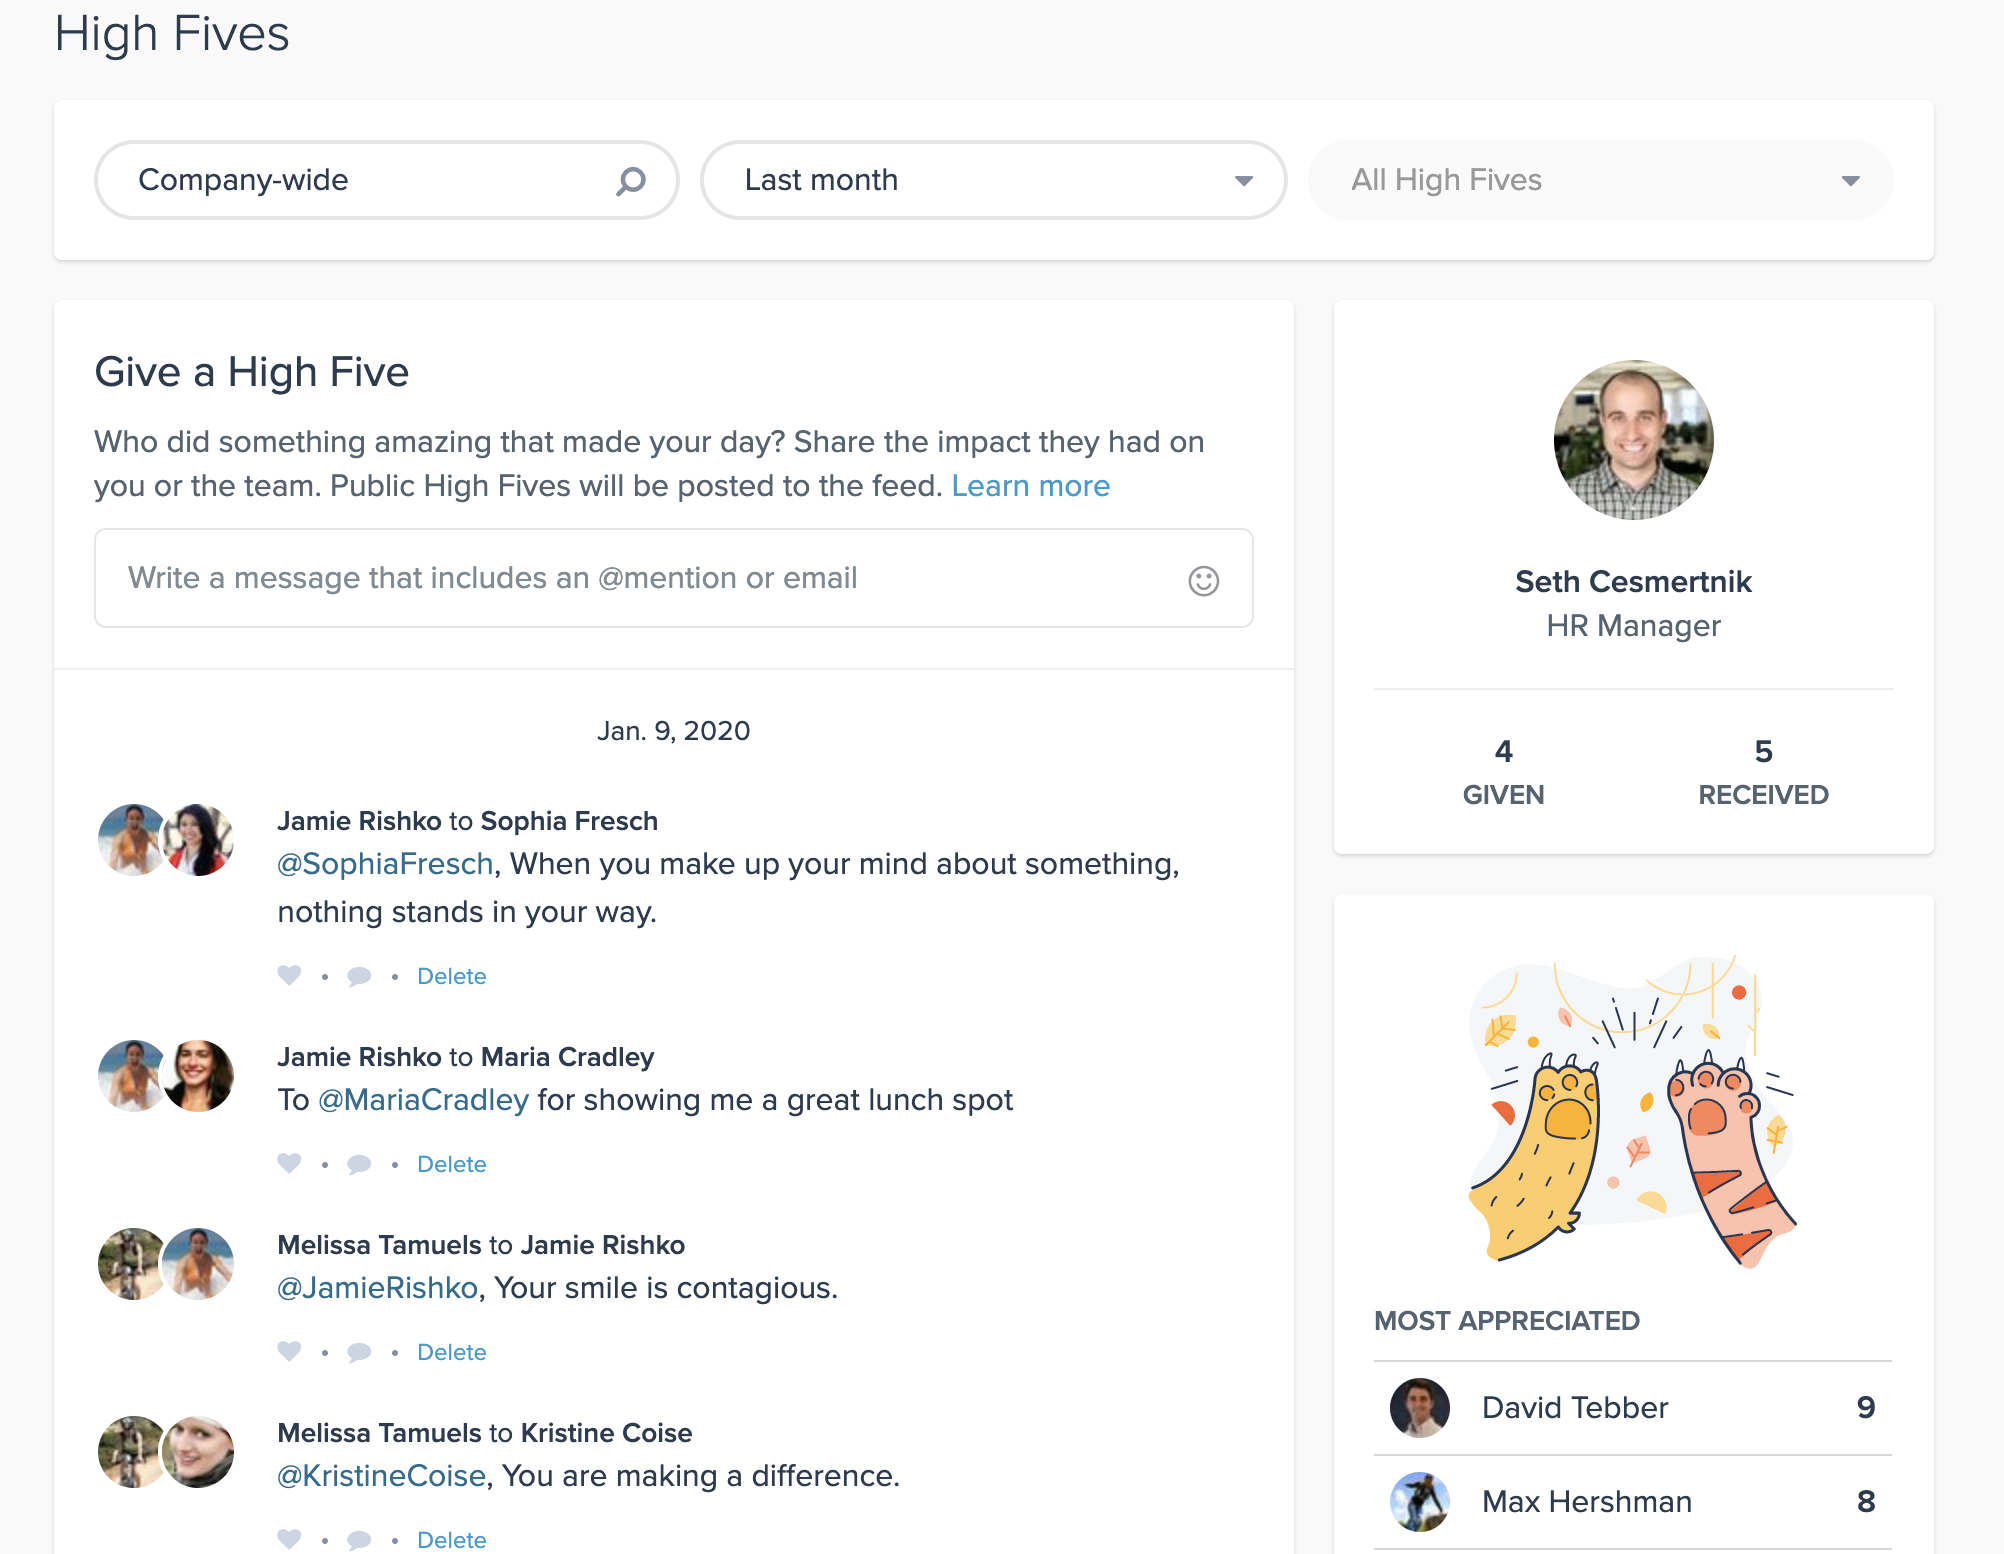 High Fives
Company-wide
Last month
All High Fives
Give a High Five
Who did something amazing that made your day? Share the impact they had on
you or the team. Public High Fives will be posted to the feed. Learn more
Write a message that includes an @mention or email
Jan. 9, 2020
Jamie Rishko to Sophia Fresch
@SophiaFresch, When you make up your mind about something,
nothing stands in your way.
Delete
Jamie Rishko to Maria Cradley
To @MariaCradley for showing me a great lunch spot
Delete
Melissa Tamuels to Jamie Rishko
@JamieRishko, Your smile is contagious.
Delete
Melissa Tamuels to Kristine Coise
@KristineCoise, You are making a difference.
Delete
Seth Cesmertnik
HR Manager
4
GIVEN
5
RECEIVED
MOST APPRECIATED
David Tebber 9
Max Hershman 8